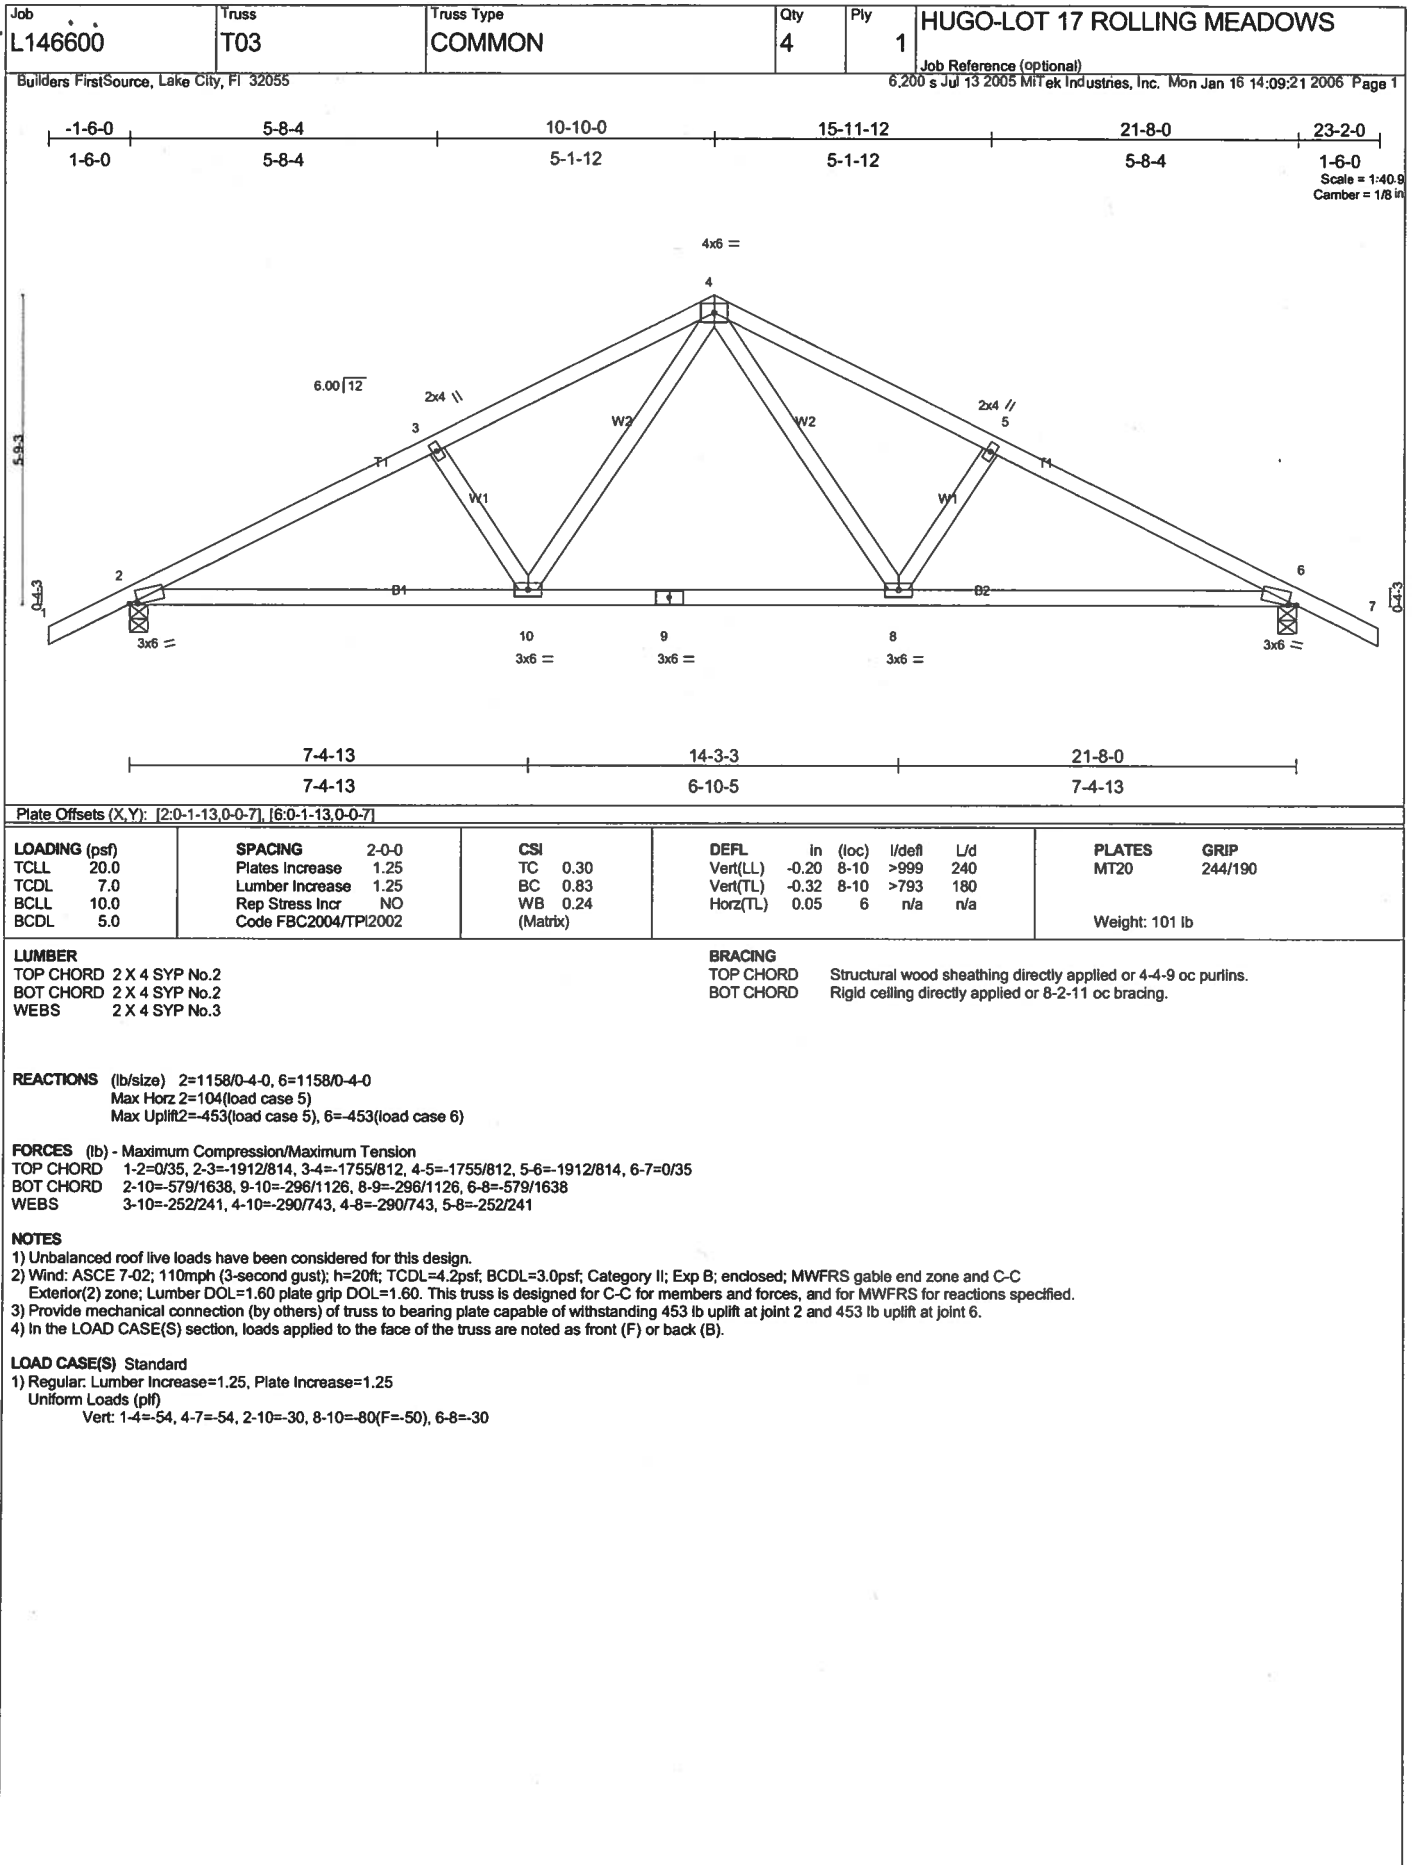 Job Truss Truss Type Qty Ply HUGO-LOT 17 ROLLING MEADOWS
L146600 T03 COMMON 4 1
Job Reference (optional)
Builders FirstSource, Lake City, Fl 32055 6.200 s Jul 13 2005 MiTek Industries, Inc. Mon Jan 16 14:09:21 2006 Page 1
-1-6-0 5-8-4 10-10-0 15-11-12 21-8-0 23-2-0
1-6-0 5-8-4 5-1-12 5-1-12 5-8-4 1-6-0
Scale = 1:40.9
Camber = 1/8 in
4x6 =
4
6.00 12
2x4 \\
2x4 //
3
W2
W2
5
5-9-3
T1
T1
W1
W1
2
6
0-4-3
1
B1
B2
7
0-4-3
3x6 =
10 9 8
3x6 =
3x6 = 3x6 = 3x6 =
7-4-13 14-3-3 21-8-0
7-4-13 6-10-5 7-4-13
Plate Offsets (X,Y): [2:0-1-13,0-0-7], [6:0-1-13,0-0-7]
LOADING (psf) SPACING 2-0-0 CSI DEFL in (loc) l/defl L/d PLATES GRIP
TCLL 20.0 Plates Increase 1.25 TC 0.30 Vert(LL) -0.20 8-10 >999 240 MT20 244/190
TCDL 7.0 Lumber Increase 1.25 BC 0.83 Vert(TL) -0.32 8-10 >793 180
BCLL 10.0 Rep Stress Incr NO WB 0.24 Horz(TL) 0.05 6 n/a n/a
BCDL 5.0 Code FBC2004/TPI2002 (Matrix) Weight: 101 lb
LUMBER BRACING
TOP CHORD 2 X 4 SYP No.2 TOP CHORD Structural wood sheathing directly applied or 4-4-9 oc purlins.
BOT CHORD 2 X 4 SYP No.2 BOT CHORD Rigid ceiling directly applied or 8-2-11 oc bracing.
WEBS 2 X 4 SYP No.3
REACTIONS (lb/size) 2=1158/0-4-0, 6=1158/0-4-0
Max Horz 2=104(load case 5)
Max Uplift2=-453(load case 5), 6=-453(load case 6)
FORCES (lb) - Maximum Compression/Maximum Tension
TOP CHORD 1-2=0/35, 2-3=-1912/814, 3-4=-1755/812, 4-5=-1755/812, 5-6=-1912/814, 6-7=0/35
BOT CHORD 2-10=-579/1638, 9-10=-296/1126, 8-9=-296/1126, 6-8=-579/1638
WEBS 3-10=-252/241, 4-10=-290/743, 4-8=-290/743, 5-8=-252/241
NOTES
1) Unbalanced roof live loads have been considered for this design.
2) Wind: ASCE 7-02; 110mph (3-second gust); h=20ft; TCDL=4.2psf; BCDL=3.0psf; Category II; Exp B; enclosed; MWFRS gable end zone and C-C
Exterior(2) zone; Lumber DOL=1.60 plate grip DOL=1.60. This truss is designed for C-C for members and forces, and for MWFRS for reactions specified.
3) Provide mechanical connection (by others) of truss to bearing plate capable of withstanding 453 lb uplift at joint 2 and 453 lb uplift at joint 6.
4) In the LOAD CASE(S) section, loads applied to the face of the truss are noted as front (F) or back (B).
LOAD CASE(S) Standard
1) Regular: Lumber Increase=1.25, Plate Increase=1.25
Uniform Loads (plf)
Vert: 1-4=-54, 4-7=-54, 2-10=-30, 8-10=-80(F=-50), 6-8=-30